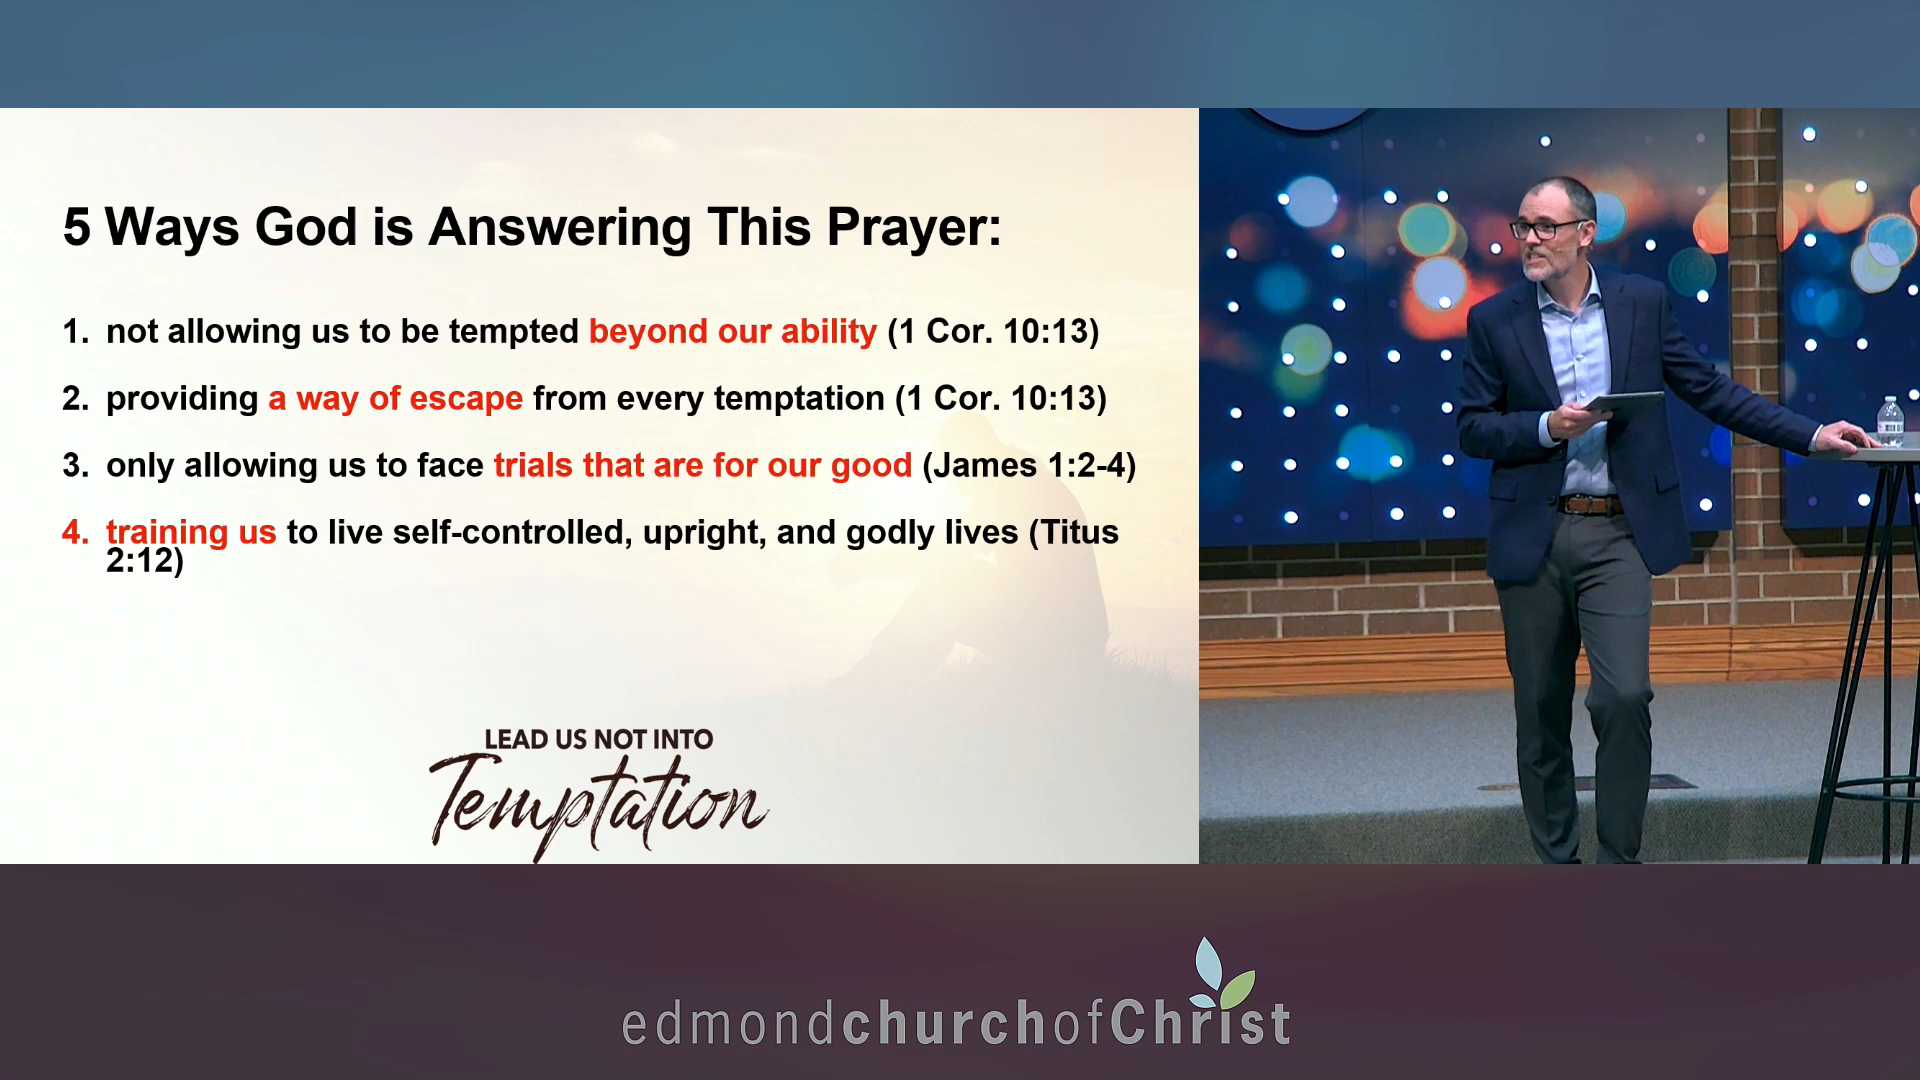 5 Ways God is Answering This Prayer:
1. not allowing us to be tempted beyond our ability (1 Cor. 10:13)
2. providing a way of escape from every temptation (1 Cor. 10:13)
3. only allowing us to face trials that are for our good (James 1:2-4)
4. training us to live self-controlled, upright, and godly lives (Titus
2:12)
LEAD US NOT INTO
Temptation
edmondchurchofChrist